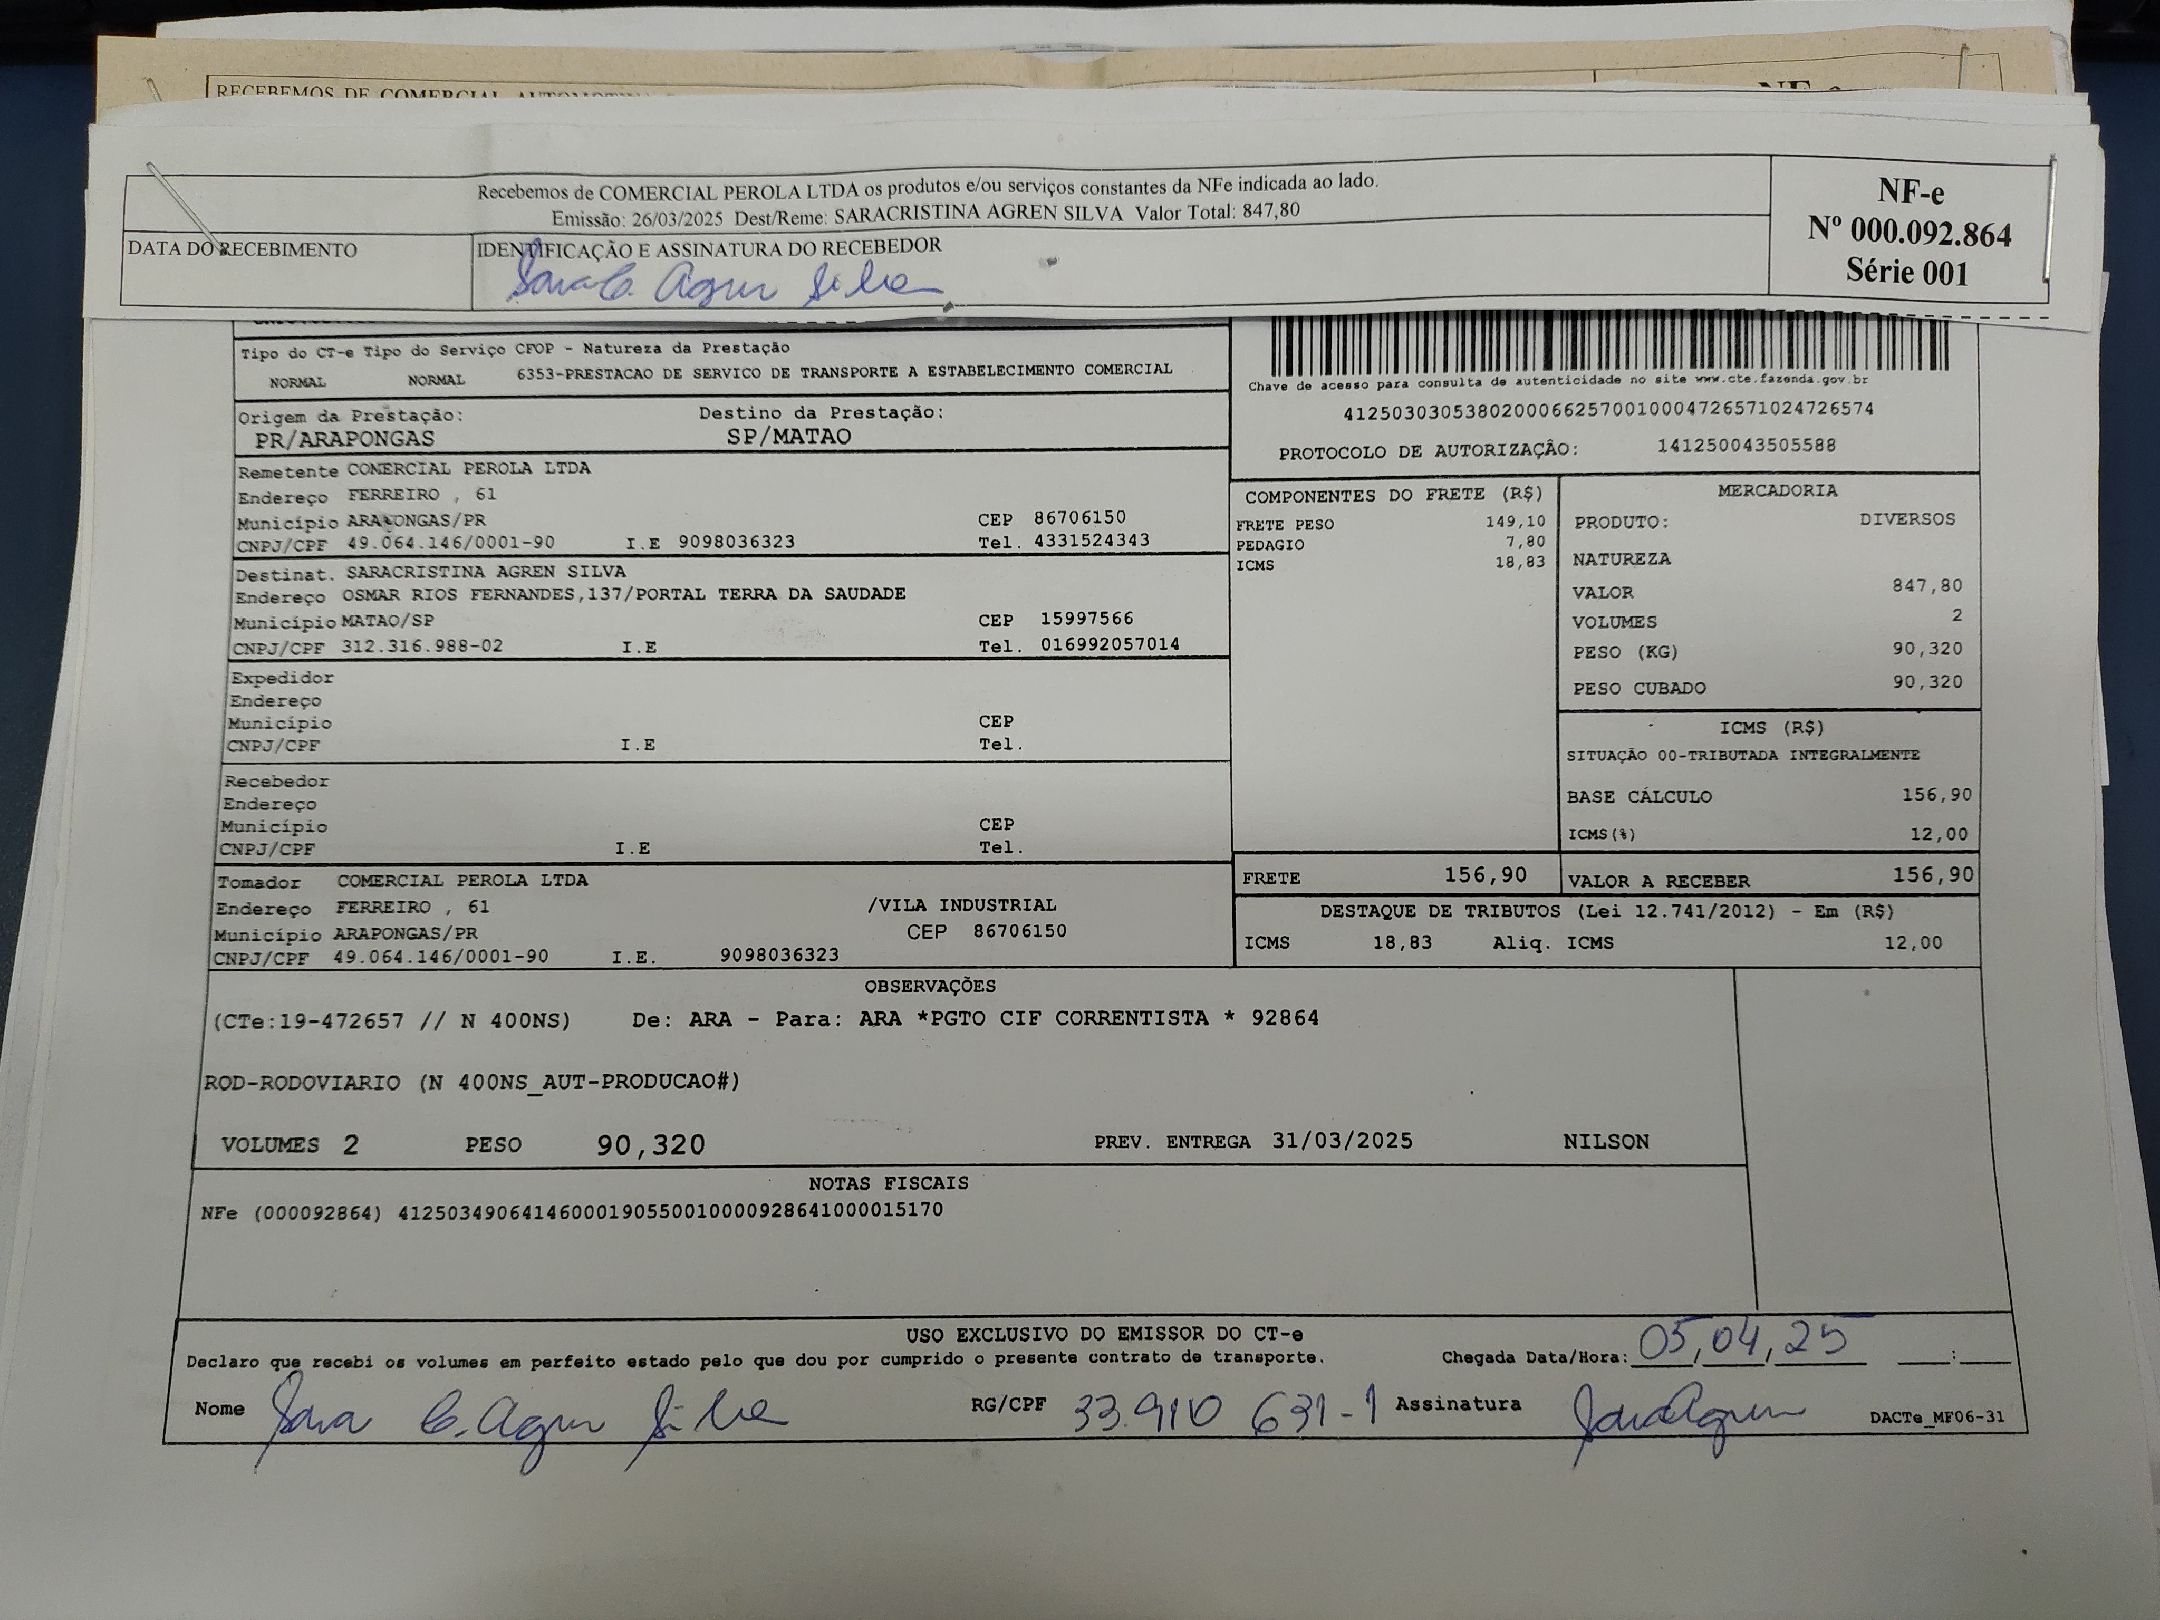 RECEBEMOS DE COMERCIAL
NF-e
Recebemos de COMERCIAL PEROLA LTDA os produtos e/ou serviços constantes da NFe indicada ao lado.
Emissão: 26/03/2025 Dest/Reme: SARACRISTINA AGREN SILVA Valor Total: 847,80
DATA DO RECEBIMENTO
IDENTIFICAÇÃO E ASSINATURA DO RECEBEDOR
Sara C. Agren Silva
NF-e
Nº 000.092.864
Série 001
Tipo do CT-e Tipo do Serviço CFOP - Natureza da Prestação
NORMAL NORMAL 6353-PRESTACAO DE SERVICO DE TRANSPORTE A ESTABELECIMENTO COMERCIAL
Chave de acesso para consulta de autenticidade no site www.cte.fazenda.gov.br
41250303053802000662570010004726571024726574
PROTOCOLO DE AUTORIZAÇÃO: 141250043505588
Origem da Prestação: Destino da Prestação:
PR/ARAPONGAS SP/MATAO
Remetente COMERCIAL PEROLA LTDA
Endereço FERREIRO , 61
Município ARAPONGAS/PR CEP 86706150
CNPJ/CPF 49.064.146/0001-90 I.E 9098036323 Tel. 4331524343
Destinat. SARACRISTINA AGREN SILVA
Endereço OSMAR RIOS FERNANDES,137/PORTAL TERRA DA SAUDADE
Município MATAO/SP CEP 15997566
CNPJ/CPF 312.316.988-02 I.E Tel. 016992057014
Expedidor
Endereço
Município CEP
CNPJ/CPF I.E Tel.
Recebedor
Endereço
Município CEP
CNPJ/CPF I.E Tel.
Tomador COMERCIAL PEROLA LTDA
Endereço FERREIRO , 61 /VILA INDUSTRIAL
Município ARAPONGAS/PR CEP 86706150
CNPJ/CPF 49.064.146/0001-90 I.E. 9098036323
COMPONENTES DO FRETE (R$)
FRETE PESO 149,10
PEDAGIO 7,80
ICMS 18,83
MERCADORIA
PRODUTO: DIVERSOS
NATUREZA
VALOR 847,80
VOLUMES 2
PESO (KG) 90,320
PESO CUBADO 90,320
ICMS (R$)
SITUAÇÃO 00-TRIBUTADA INTEGRALMENTE
BASE CÁLCULO 156,90
ICMS(%) 12,00
FRETE 156,90 VALOR A RECEBER 156,90
DESTAQUE DE TRIBUTOS (Lei 12.741/2012) - Em (R$)
ICMS 18,83 Aliq. ICMS 12,00
OBSERVAÇÕES
(CTe:19-472657 // N 400NS) De: ARA - Para: ARA *PGTO CIF CORRENTISTA * 92864
ROD-RODOVIARIO (N 400NS_AUT-PRODUCAO#)
VOLUMES 2 PESO 90,320 PREV. ENTREGA 31/03/2025 NILSON
NOTAS FISCAIS
NFe (000092864) 41250349064146000190550010000928641000015170
USO EXCLUSIVO DO EMISSOR DO CT-e
Declaro que recebi os volumes em perfeito estado pelo que dou por cumprido o presente contrato de transporte. Chegada Data/Hora: 05,04,25 :
Nome Sara C. Agren Silva RG/CPF 33.910 631-1 Assinatura Sara Agren DACTe_MF06-31